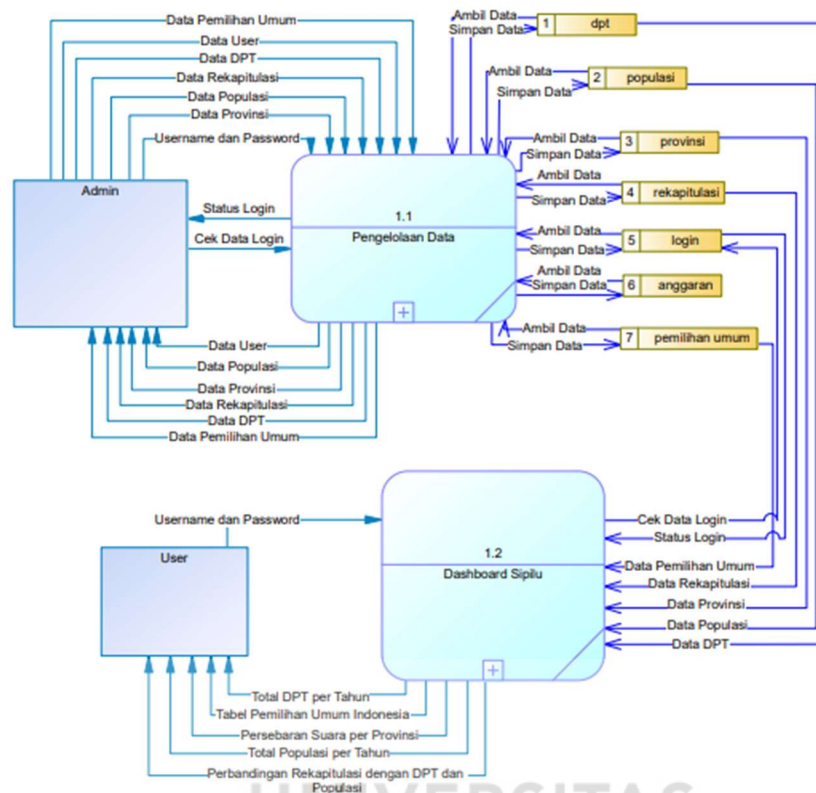 Data Pemilihan Umum
Data User
Data DPT
Data Rekapitulasi
Data Populasi
Data Provinsi
Username dan Password
Admin
Status Login
Cek Data Login
1.1
Pengelolaan Data
Data User
Data Populasi
Data Provinsi
Data Rekapitulasi
Data DPT
Data Pemilihan Umum
Ambil Data
Simpan Data
1 dpt
Ambil Data
Simpan Data
2 populasi
Ambil Data
Simpan Data
3 provinsi
Ambil Data
Simpan Data
4 rekapitulasi
Ambil Data
Simpan Data
5 login
Ambil Data
Simpan Data
6 anggaran
Ambil Data
Simpan Data
7 pemilihan umum
Username dan Password
User
1.2
Dashboard Sipilu
Cek Data Login
Status Login
Data Pemilihan Umum
Data Rekapitulasi
Data Provinsi
Data Populasi
Data DPT
Total DPT per Tahun
Tabel Pemilihan Umum Indonesia
Persebaran Suara per Provinsi
Total Populasi per Tahun
Perbandingan Rekapitulasi dengan DPT dan
Populasi
UNIVERSITAS